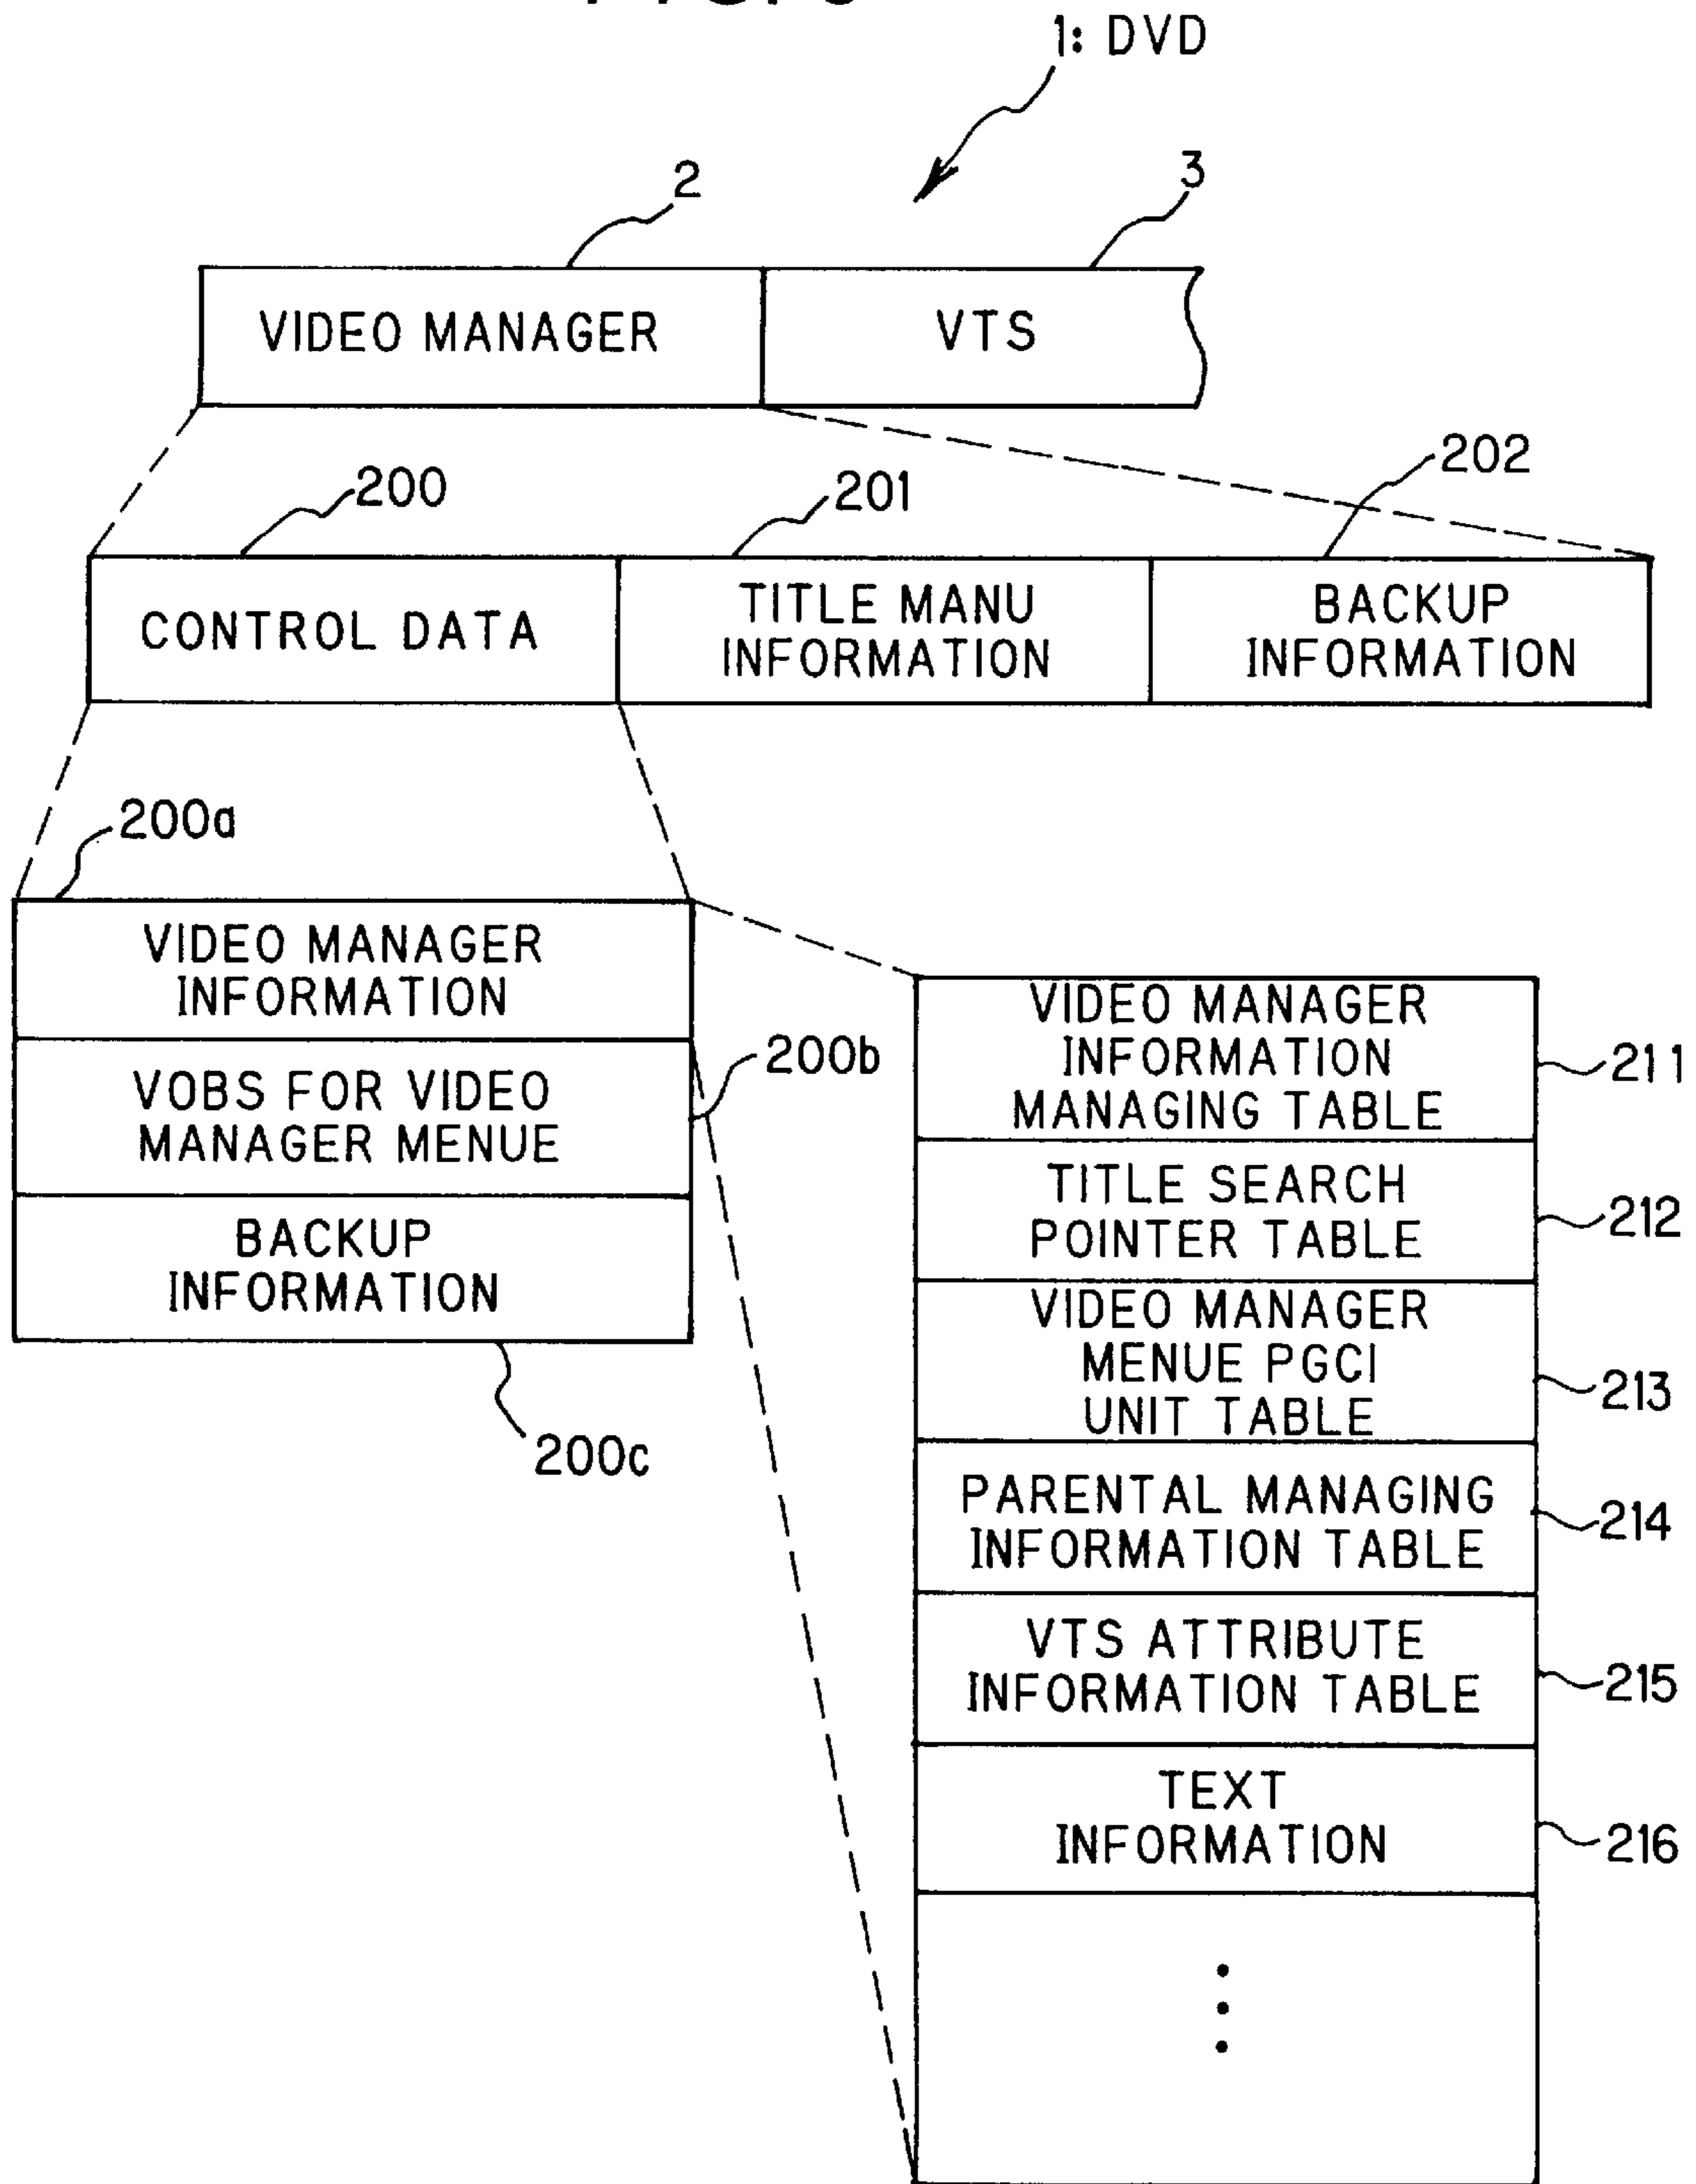 1: DVD
2
3
VIDEO MANAGER
VTS
200
201
202
CONTROL DATA
TITLE MANU
INFORMATION
BACKUP
INFORMATION
200a
VIDEO MANAGER
INFORMATION
200b
VOBS FOR VIDEO
MANAGER MENUE
BACKUP
INFORMATION
200c
VIDEO MANAGER
INFORMATION
MANAGING TABLE
211
TITLE SEARCH
POINTER TABLE
212
VIDEO MANAGER
MENUE PGCI
UNIT TABLE
213
PARENTAL MANAGING
INFORMATION TABLE
214
VTS ATTRIBUTE
INFORMATION TABLE
215
TEXT
INFORMATION
216